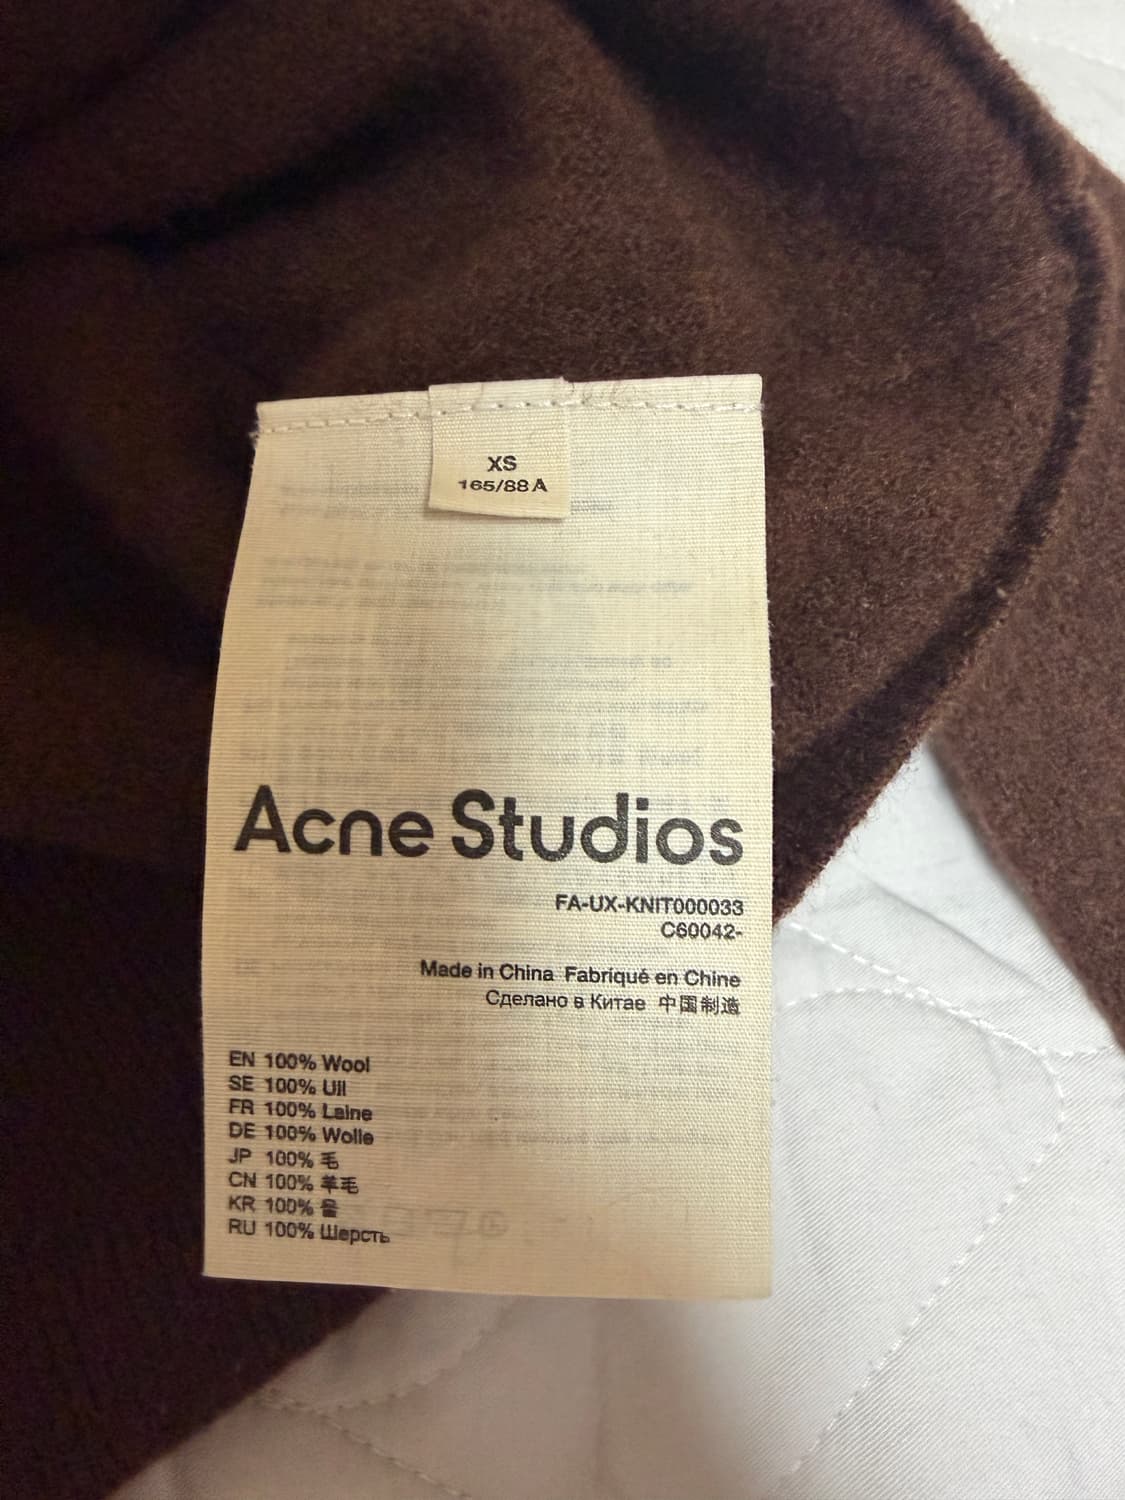 XS
165/88A
Acne Studios
FA-UX-KNIT000033
C60042-
Made in China Fabriqué en Chine
Сделано в Китае 中国制造
EN 100% Wool
SE 100% Ull
FR 100% Laine
DE 100% Wolle
JP 100% 毛
CN 100% 羊毛
KR 100% 울
RU 100% Шерсть